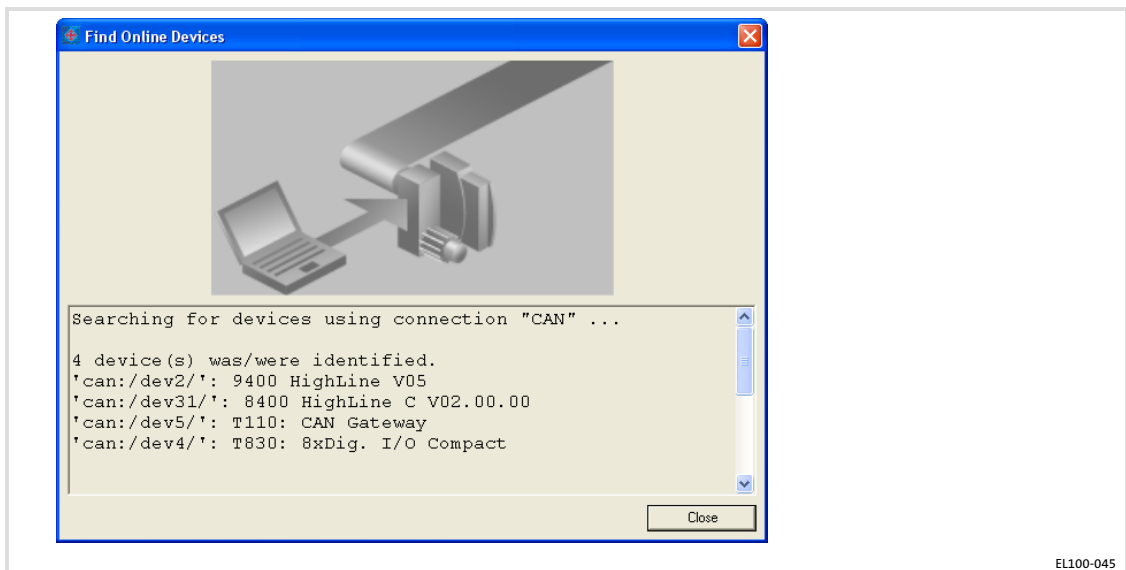 Find Online Devices
Searching for devices using connection "CAN" ...
4 device(s) was/were identified.
'can:/dev2/': 9400 HighLine V05
'can:/dev31/': 8400 HighLine C V02.00.00
'can:/dev5/': T110: CAN Gateway
'can:/dev4/': T830: 8xDig. I/O Compact
Close
EL100-045